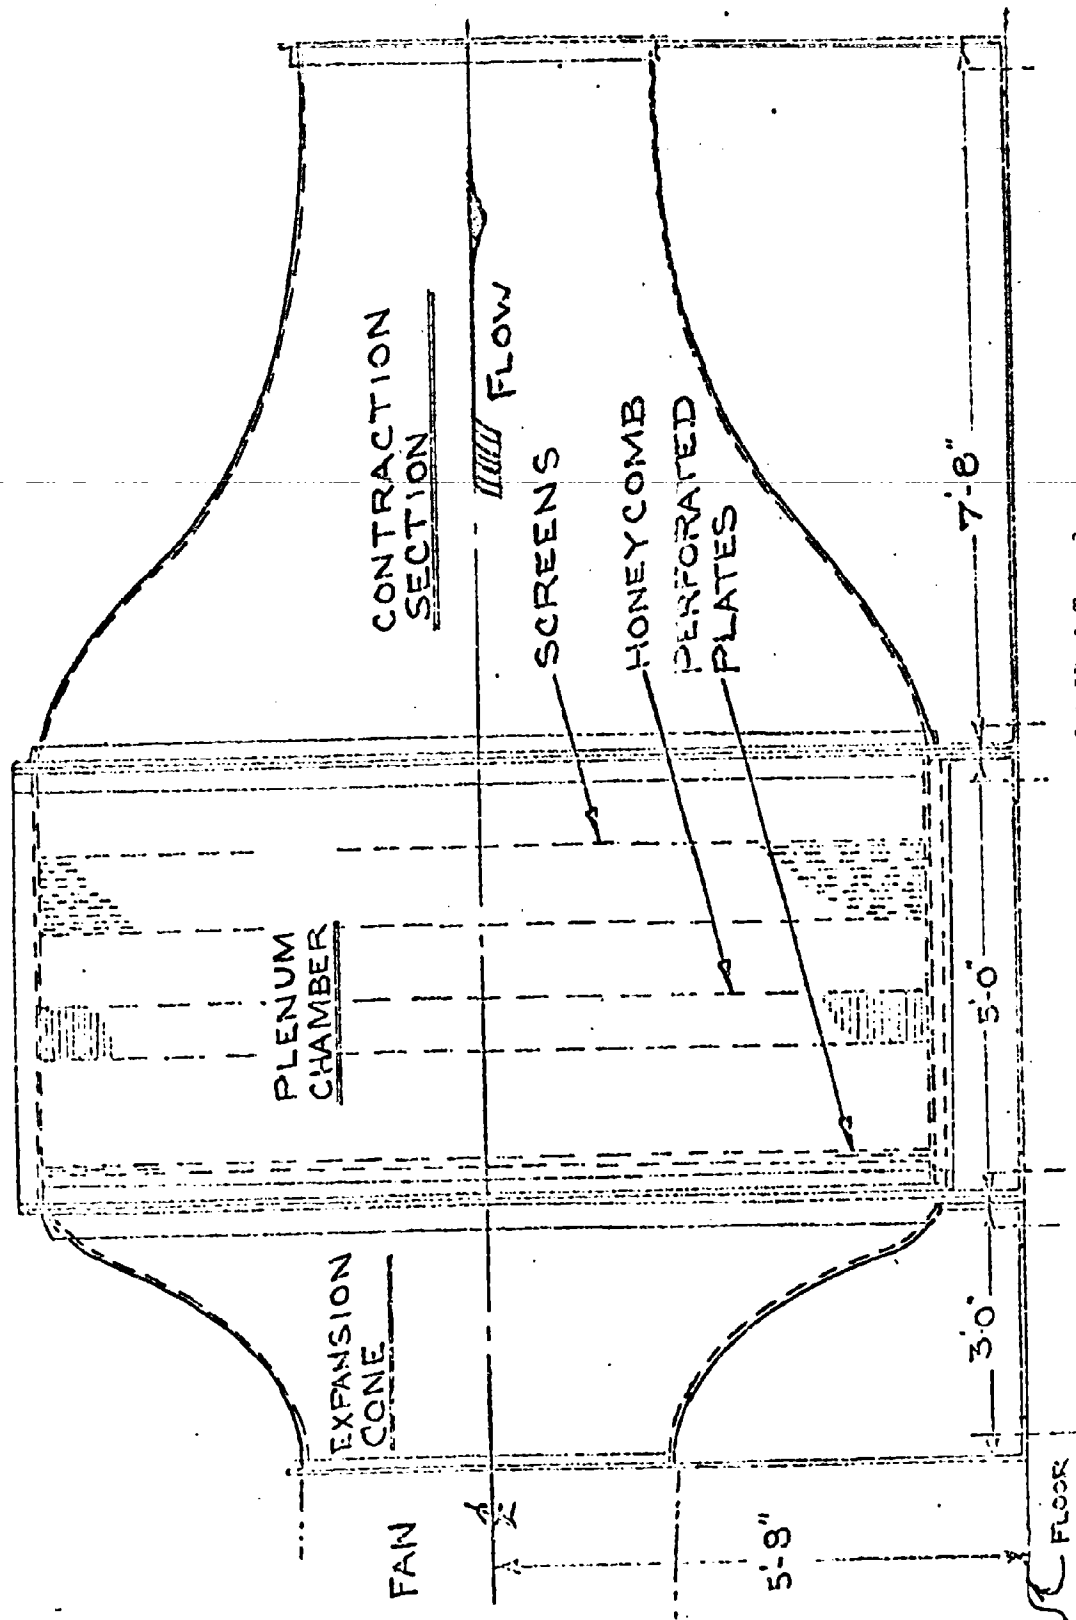 CONTRACTION
SECTION
FLOW
SCREENS
HONEYCOMB
PERFORATED
PLATES
PLENUM
CHAMBER
EXPANSION
CONE
FAN
℄
3'-0"
5'-0"
7'-8"
5'-8"
FLOOR